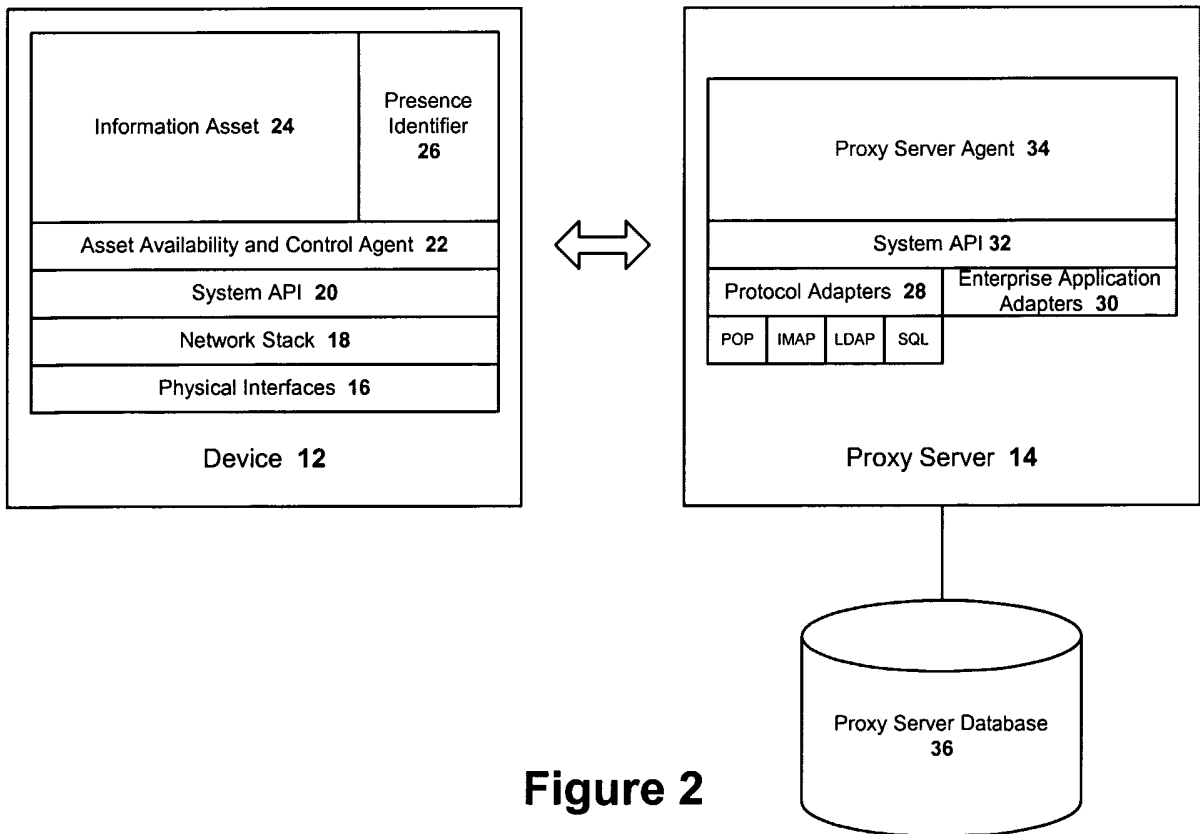 Information Asset 24
Presence
Identifier
26
Asset Availability and Control Agent 22
System API 20
Network Stack 18
Physical Interfaces 16
Device 12
Proxy Server Agent 34
System API 32
Protocol Adapters 28
Enterprise Application
Adapters 30
POP
IMAP
LDAP
SQL
Proxy Server 14
Proxy Server Database
36
Figure 2